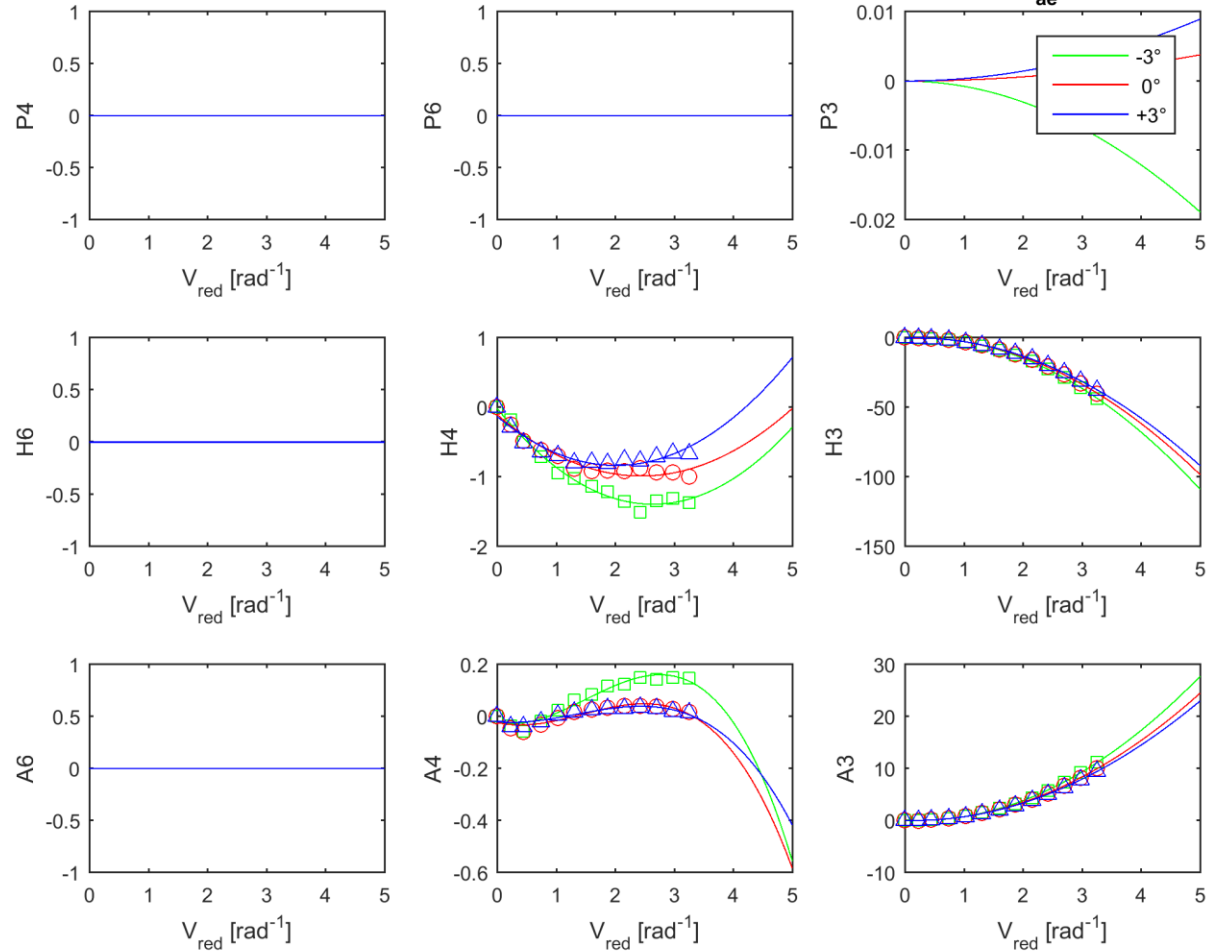 ae
1
0.5
0
-0.5
-1
P4
0 1 2 3 4 5
V_red [rad^-1]
1
0.5
0
-0.5
-1
P6
0 1 2 3 4 5
V_red [rad^-1]
0.01
0
-0.01
-0.02
P3
0 1 2 3 4 5
V_red [rad^-1]
-3°
0°
+3°
1
0.5
0
-0.5
-1
H6
0 1 2 3 4 5
V_red [rad^-1]
1
0
-1
-2
H4
0 1 2 3 4 5
V_red [rad^-1]
0
-50
-100
-150
H3
0 1 2 3 4 5
V_red [rad^-1]
1
0.5
0
-0.5
-1
A6
0 1 2 3 4 5
V_red [rad^-1]
0.2
0
-0.2
-0.4
-0.6
A4
0 1 2 3 4 5
V_red [rad^-1]
30
20
10
0
-10
A3
0 1 2 3 4 5
V_red [rad^-1]